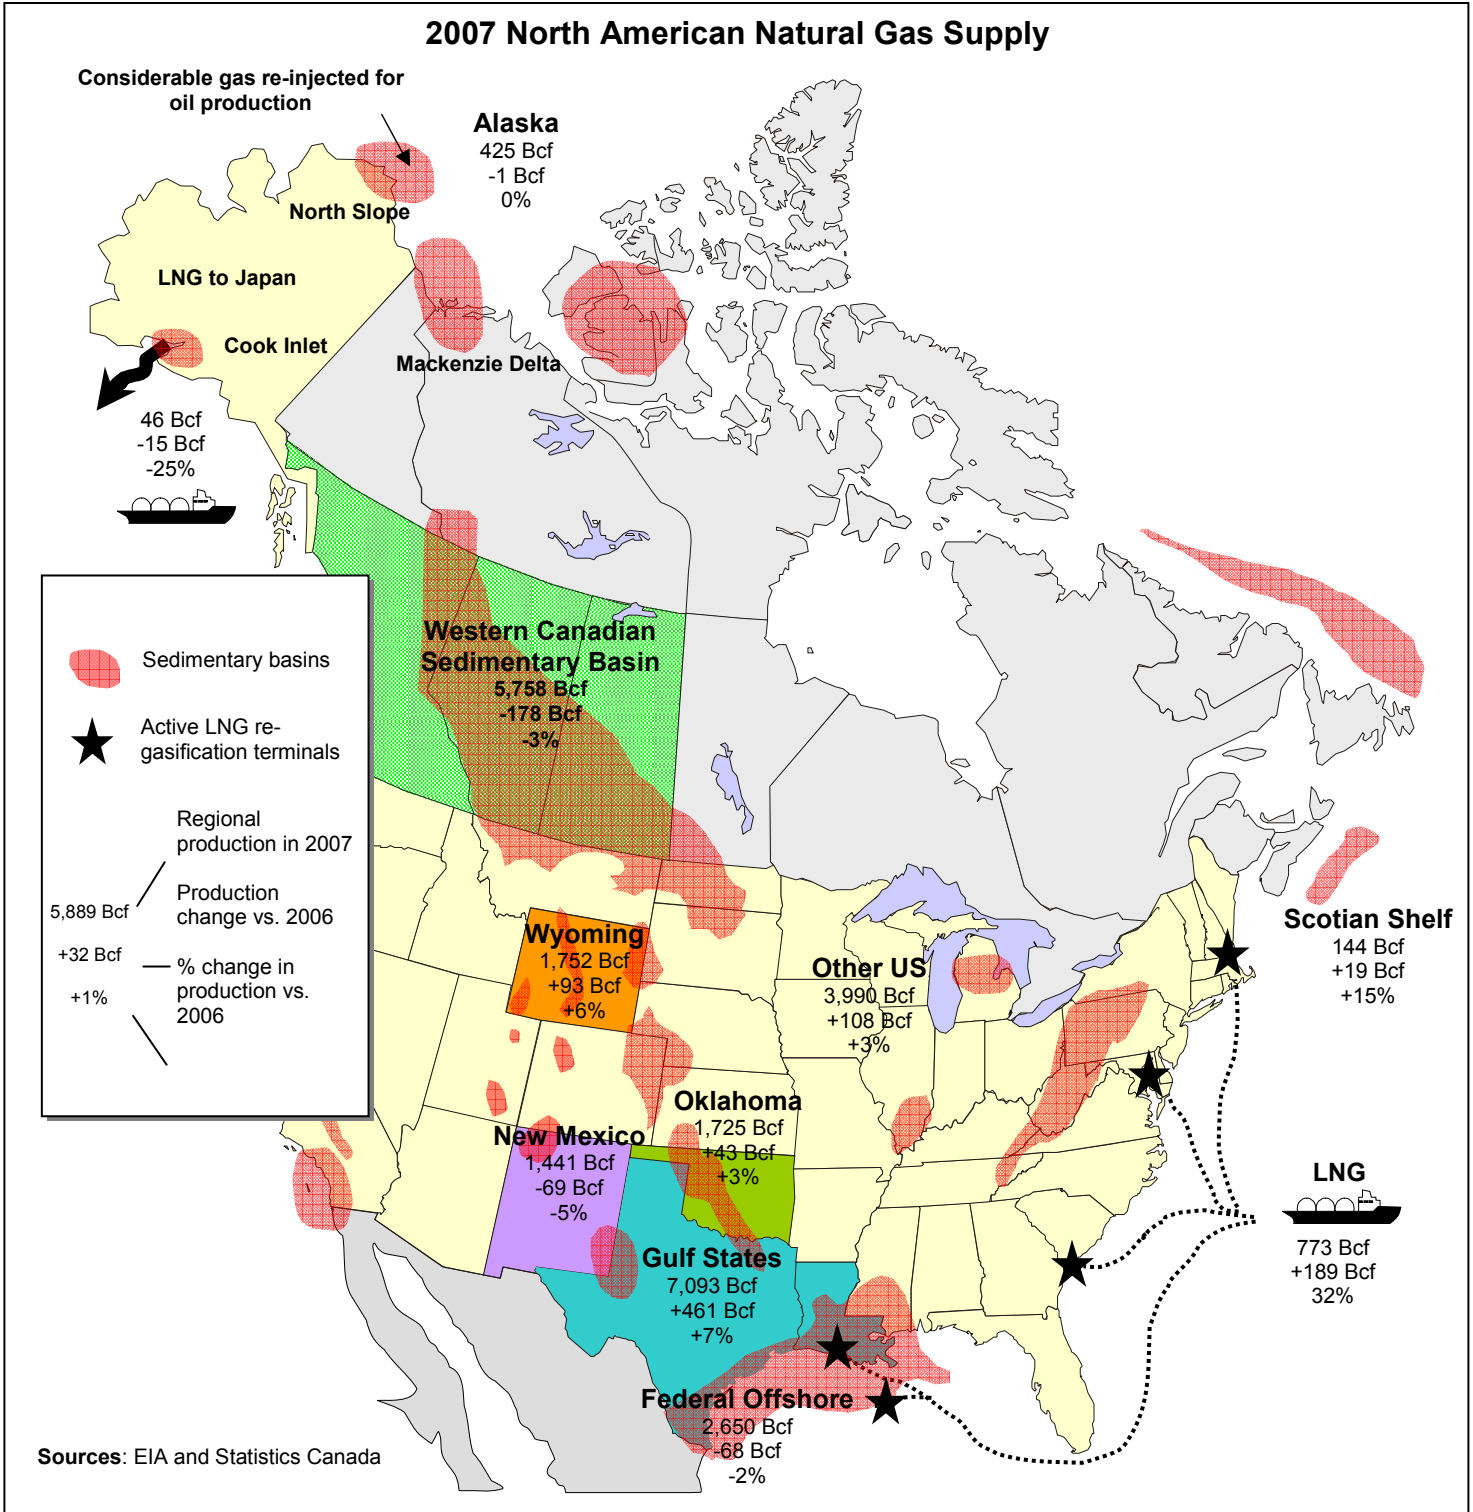 2007 North American Natural Gas Supply
Considerable gas re-injected for
oil production
Alaska
425 Bcf
-1 Bcf
0%
North Slope
LNG to Japan
Cook Inlet
Mackenzie Delta
46 Bcf
-15 Bcf
-25%
Western Canadian
Sedimentary Basin
5,758 Bcf
-178 Bcf
-3%
Sedimentary basins
Active LNG re-
gasification terminals
Regional
production in 2007
Production
change vs. 2006
% change in
production vs.
2006
5,889 Bcf
+32 Bcf
+1%
Wyoming
1,752 Bcf
+93 Bcf
+6%
Other US
3,990 Bcf
+108 Bcf
+3%
Scotian Shelf
144 Bcf
+19 Bcf
+15%
Oklahoma
1,725 Bcf
+43 Bcf
+3%
New Mexico
1,441 Bcf
-69 Bcf
-5%
LNG
773 Bcf
+189 Bcf
32%
Gulf States
7,093 Bcf
+461 Bcf
+7%
Federal Offshore
2,650 Bcf
-68 Bcf
-2%
Sources: EIA and Statistics Canada